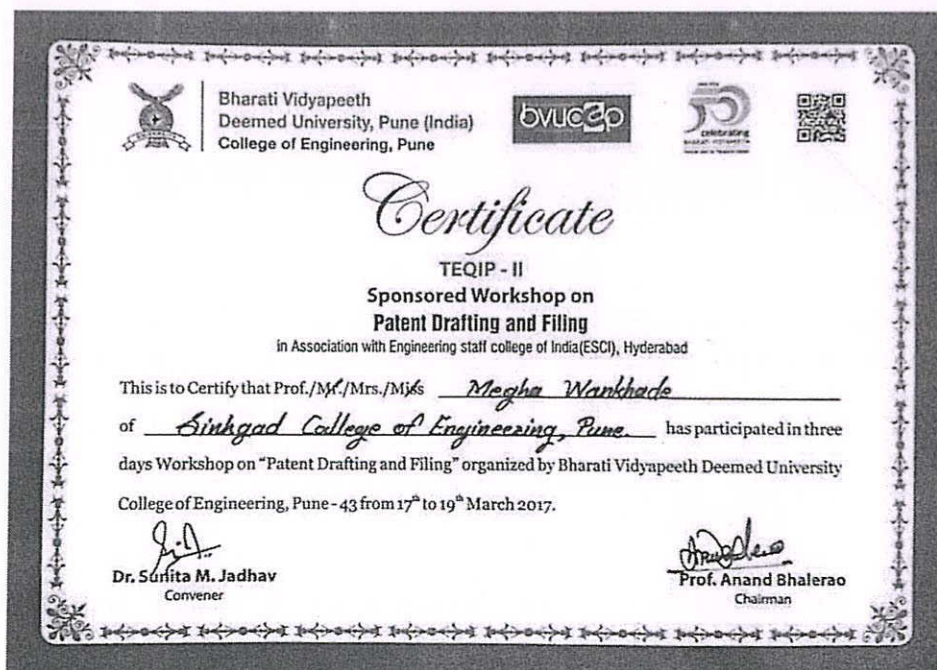 Bharati Vidyapeeth
Deemed University, Pune (India)
College of Engineering, Pune
bvucoep
50
celebrating
BHARATI VIDYAPEETH
Certificate
TEQIP - II
Sponsored Workshop on
Patent Drafting and Filing
in Association with Engineering staff college of India(ESCI), Hyderabad
This is to Certify that Prof./Mr./Mrs./Miss Megha Wankhade
of Sinhgad College of Engineering, Pune. has participated in three
days Workshop on "Patent Drafting and Filing" organized by Bharati Vidyapeeth Deemed University
College of Engineering, Pune - 43 from 17th to 19th March 2017.
Dr. Sunita M. Jadhav
Prof. Anand Bhalerao
Convener
Chairman